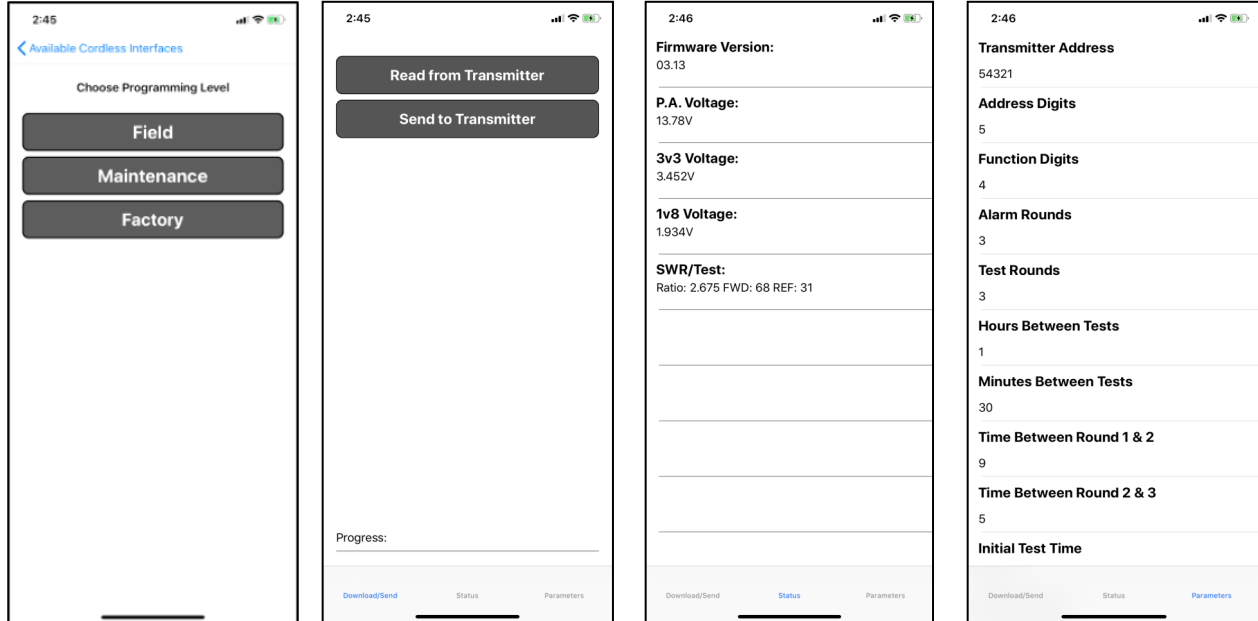 2:45
Available Cordless Interfaces
Choose Programming Level
Field
Maintenance
Factory
2:45
Read from Transmitter
Send to Transmitter
Progress:
Download/Send
Status
Parameters
2:46
Firmware Version:
03.13
P.A. Voltage:
13.78V
3v3 Voltage:
3.452V
1v8 Voltage:
1.934V
SWR/Test:
Ratio: 2.675 FWD: 68 REF: 31
Download/Send
Status
Parameters
2:46
Transmitter Address
54321
Address Digits
5
Function Digits
4
Alarm Rounds
3
Test Rounds
3
Hours Between Tests
1
Minutes Between Tests
30
Time Between Round 1 & 2
9
Time Between Round 2 & 3
5
Initial Test Time
Download/Send
Status
Parameters